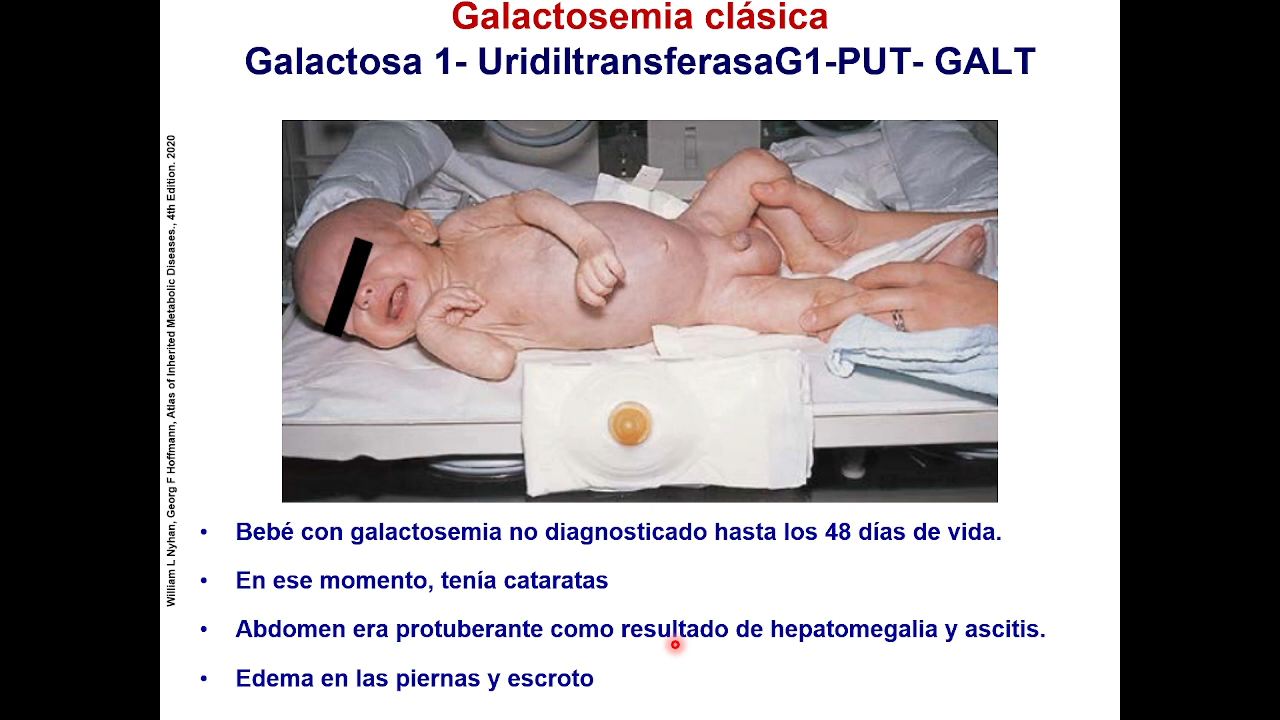 Galactosemia clásica
Galactosa 1- UridiltransferasaG1-PUT- GALT
William L Nyhan, Georg F Hoffmann, Atlas of Inherited Metabolic Diseases., 4th Edition. 2020
• Bebé con galactosemia no diagnosticado hasta los 48 días de vida.
• En ese momento, tenía cataratas
• Abdomen era protuberante como resultado de hepatomegalia y ascitis.
• Edema en las piernas y escroto